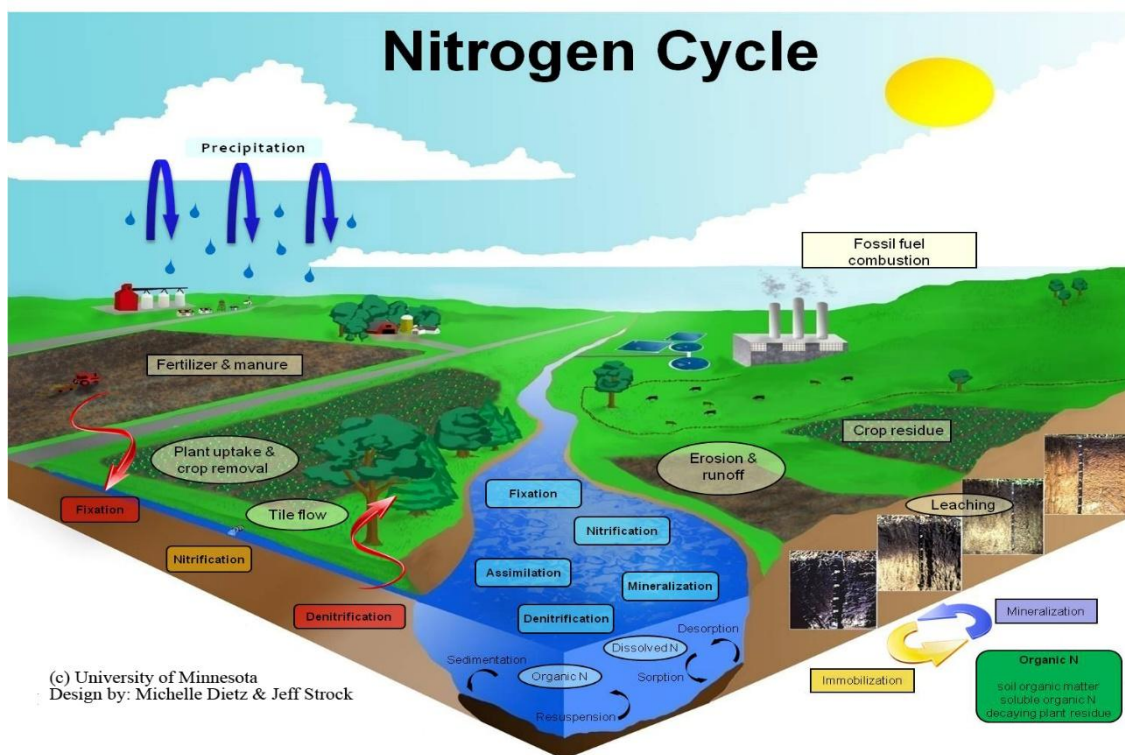 Nitrogen Cycle
Precipitation
Fossil fuel
combustion
Fertilizer & manure
Plant uptake &
crop removal
Crop residue
Erosion &
runoff
Fixation
Tile flow
Fixation
Leaching
Nitrification
Nitrification
Assimilation
Mineralization
Denitrification
Denitrification
Mineralization
Desorption
Dissolved N
Sedimentation
Organic N
Sorption
Immobilization
Resuspension
Organic N
soil organic matter
soluble organic N
decaying plant residue
(c) University of Minnesota
Design by: Michelle Dietz & Jeff Strock